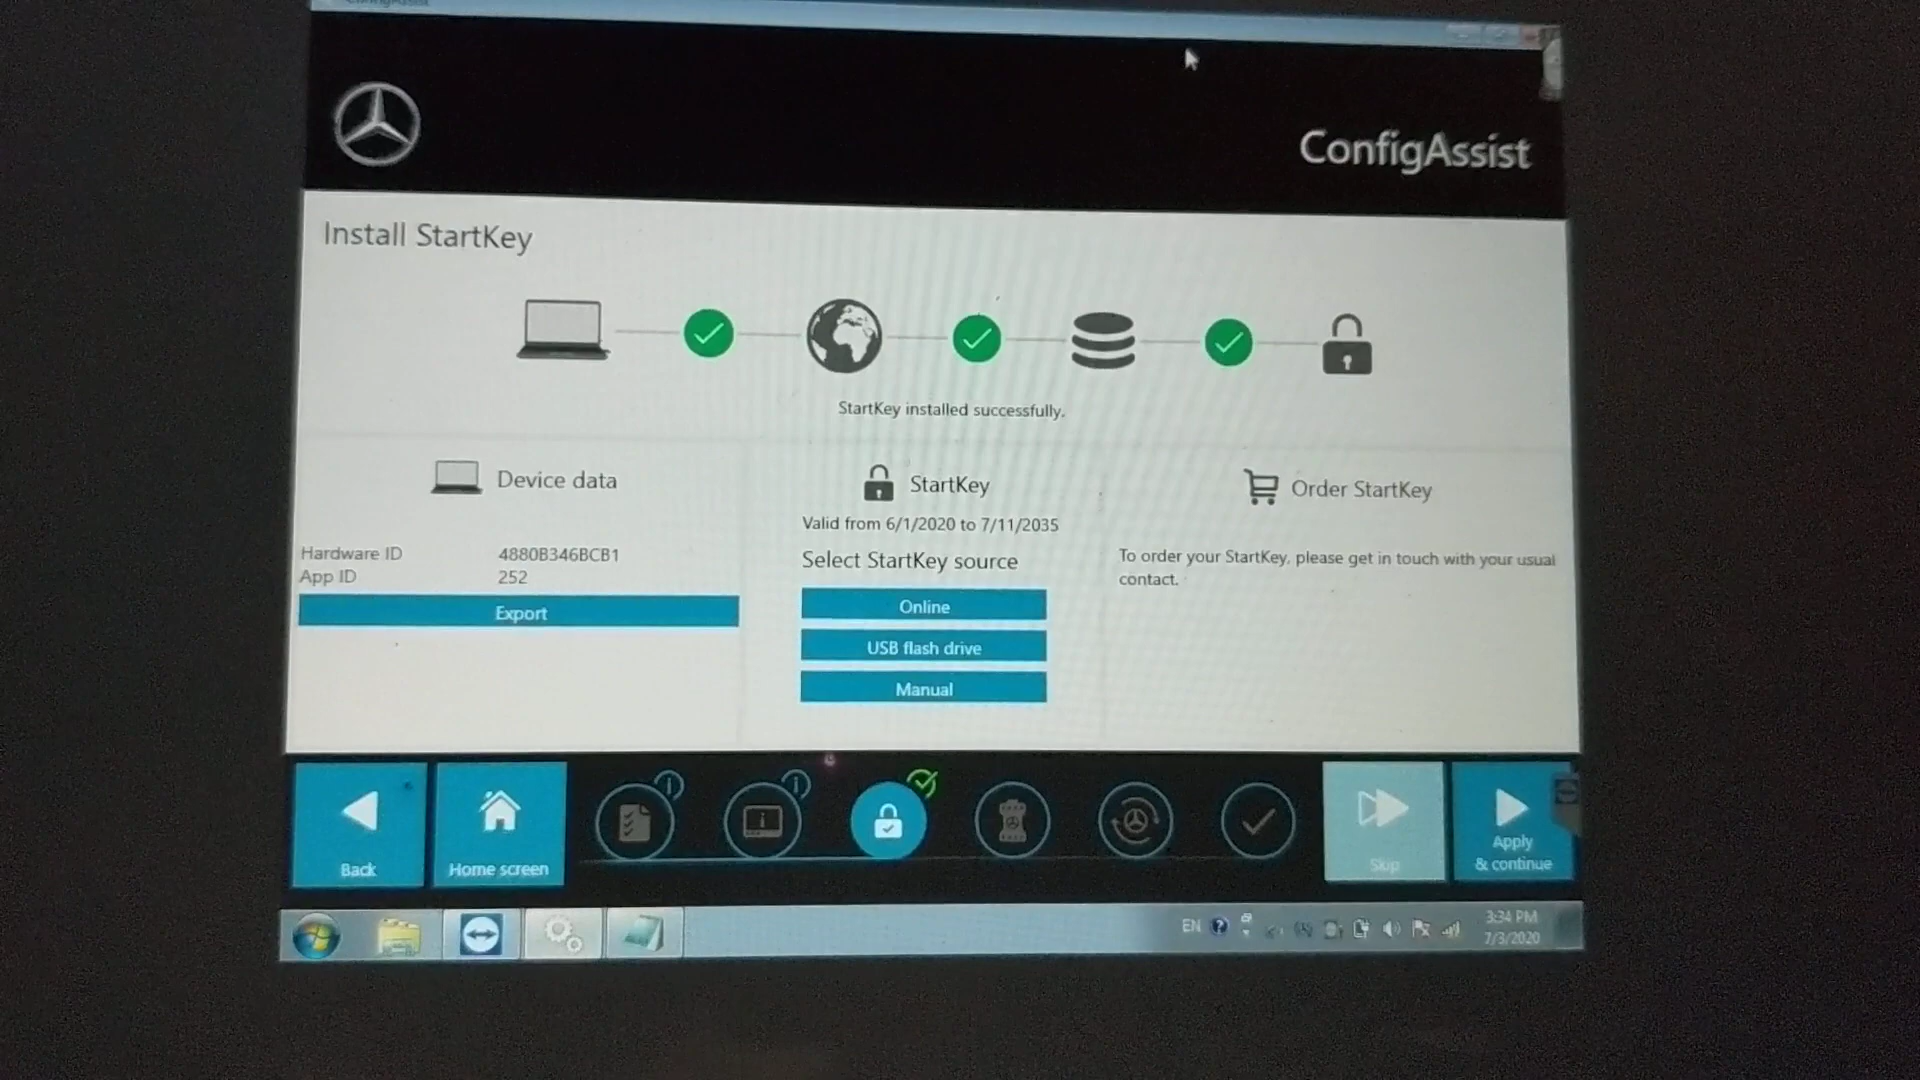 ConfigAssist
Install StartKey
StartKey installed successfully.
Device data
Hardware ID 4880B346BCB1
App ID 252
Export
StartKey
Valid from 6/1/2020 to 7/11/2035
Select StartKey source
Online
USB flash drive
Manual
Order StartKey
To order your StartKey, please get in touch with your usual
contact.
Back
Home screen
Skip
Apply
& continue
EN
3:34 PM
7/3/2020